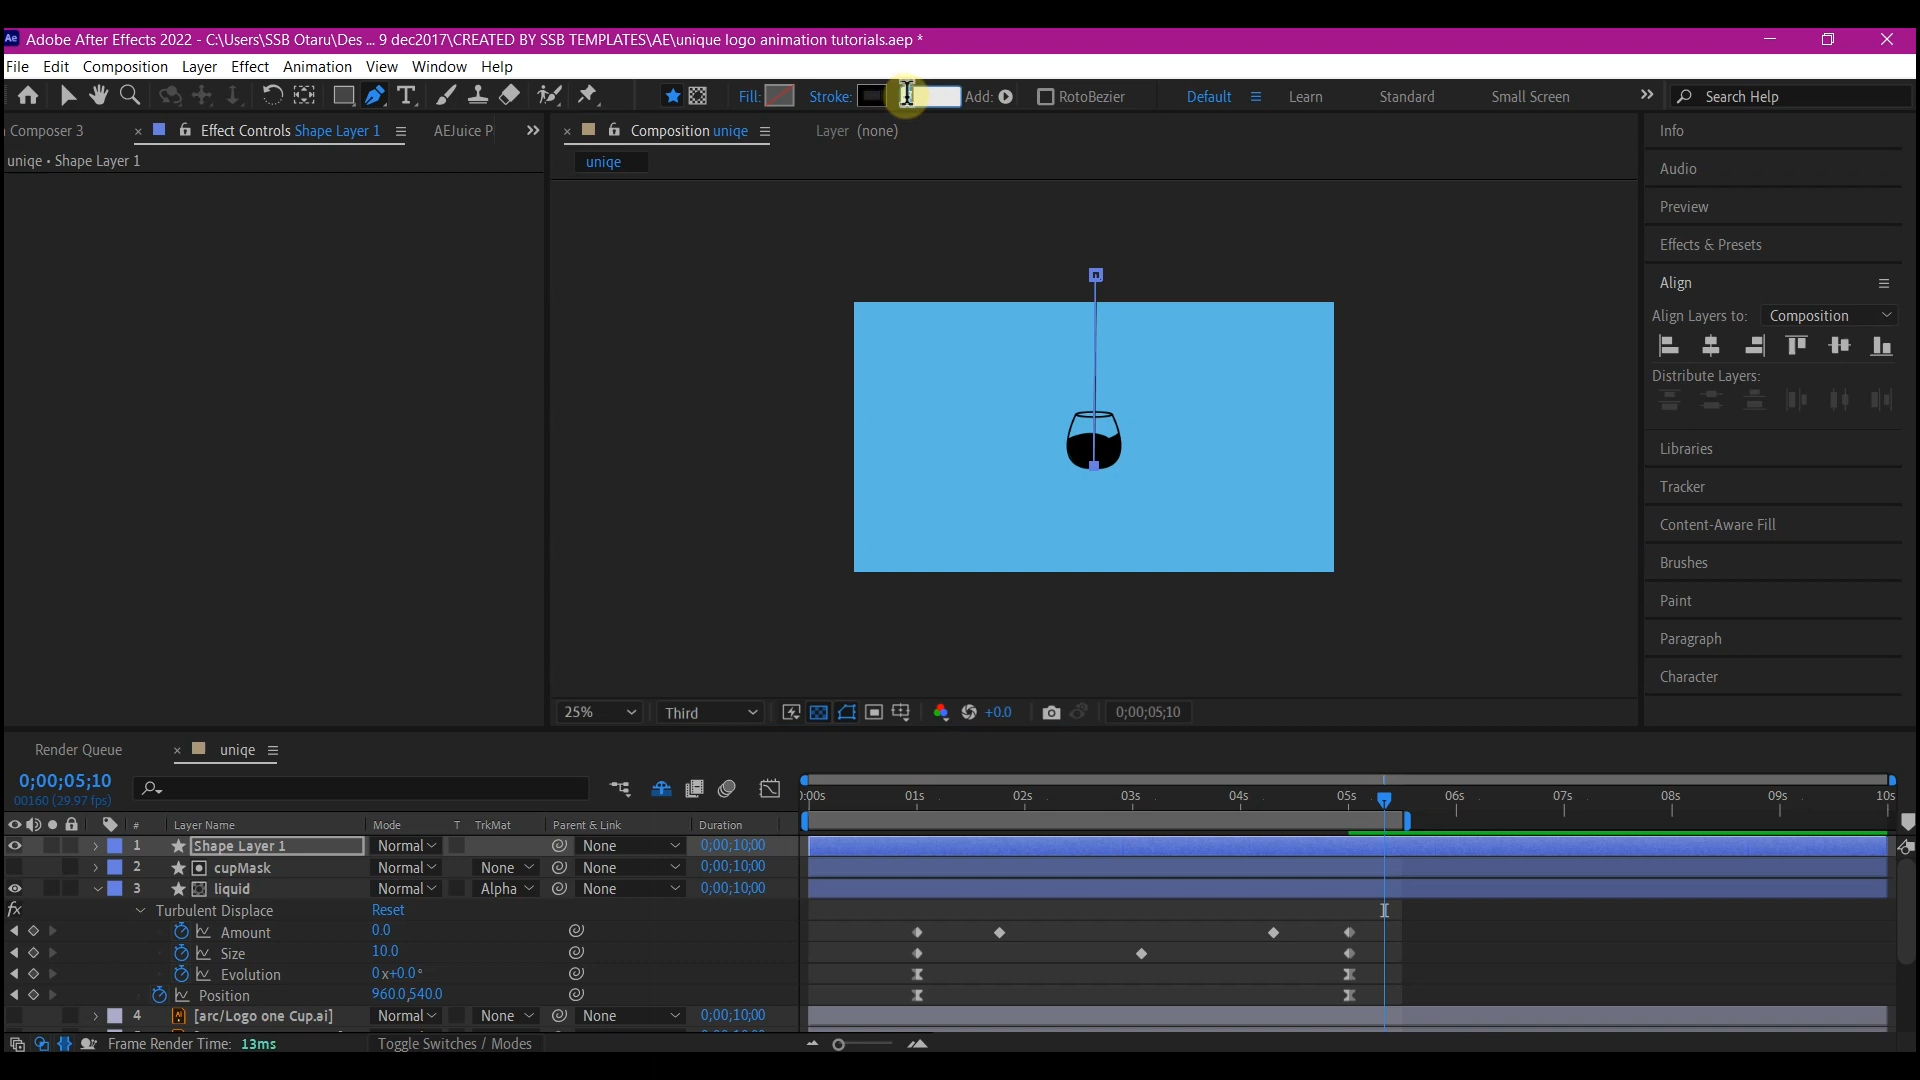 Ae Adobe After Effects 2022 - C:\Users\SSB Otaru\Des ... 9 dec2017\CREATED BY SSB TEMPLATES\AE\unique logo animation tutorials.aep *
File Edit Composition Layer Effect Animation View Window Help
Fill: Stroke: Add: RotoBezier Default Learn Standard Small Screen Search Help
Composer 3 Effect Controls Shape Layer 1 AEJuice P Composition uniqe Layer (none) Info
uniqe • Shape Layer 1 uniqe
Audio
Preview
Effects & Presets
Align
Align Layers to: Composition
Distribute Layers:
Libraries
Tracker
Content-Aware Fill
Brushes
Paint
Paragraph
Character
25% Third +0.0 0;00;05;10
Render Queue uniqe
0;00;05;10
00160 (29.97 fps)
:00s 01s 02s 03s 04s 05s 06s 07s 08s 09s 10s
# Layer Name Mode T TrkMat Parent & Link Duration
1 Shape Layer 1 Normal None 0;00;10;00
2 cupMask Normal None None 0;00;10;00
3 liquid Normal Alpha None 0;00;10;00
fx Turbulent Displace Reset
Amount 0.0
Size 10.0
Evolution 0x+0.0°
Position 960.0,540.0
4 [arc/Logo one Cup.ai] Normal None None 0;00;10;00
Frame Render Time: 13ms Toggle Switches / Modes